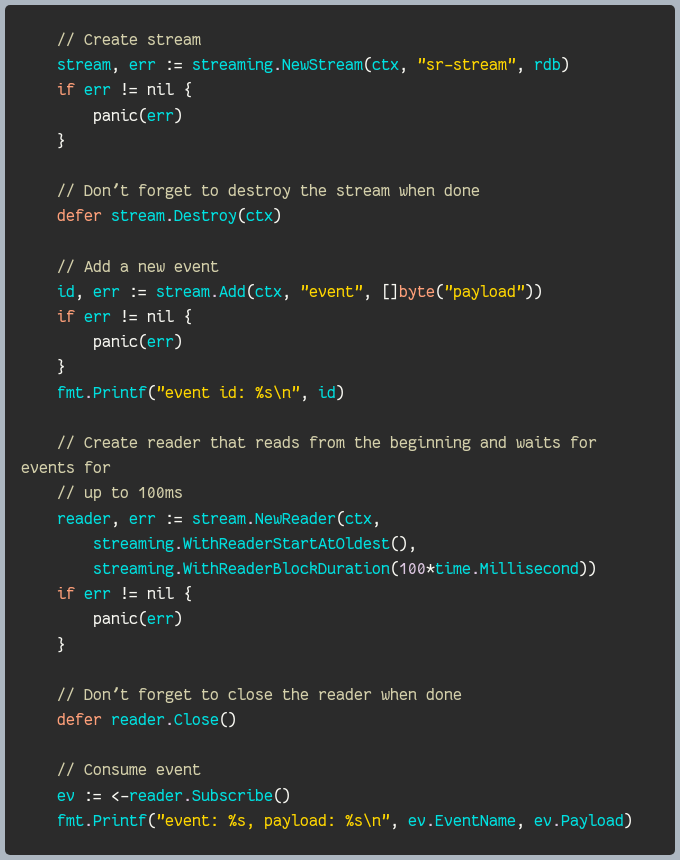 // Create stream
stream, err := streaming.NewStream(ctx, "sr-stream", rdb)
if err != nil {
panic(err)
}
// Don't forget to destroy the stream when done
defer stream.Destroy(ctx)
// Add a new event
id, err := stream.Add(ctx, "event", []byte("payload"))
if err != nil {
panic(err)
}
fmt.Printf("event id: %s\n", id)
// Create reader that reads from the beginning and waits for
events for
// up to 100ms
reader, err := stream.NewReader(ctx,
streaming.WithReaderStartAtOldest(),
streaming.WithReaderBlockDuration(100*time.Millisecond))
if err != nil {
panic(err)
}
// Don't forget to close the reader when done
defer reader.Close()
// Consume event
ev := <-reader.Subscribe()
fmt.Printf("event: %s, payload: %s\n", ev.EventName, ev.Payload)